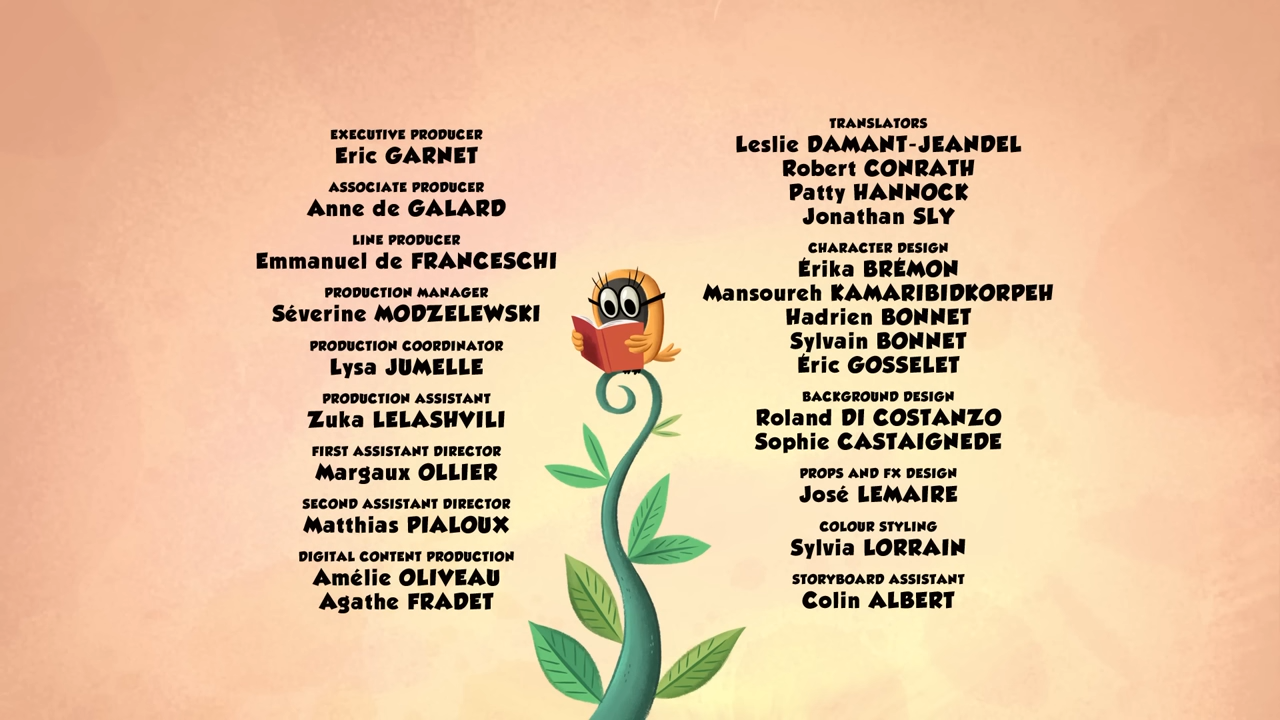 EXECUTIVE PRODUCER
Eric GARNET
ASSOCIATE PRODUCER
Anne de GALARD
LINE PRODUCER
Emmanuel de FRANCESCHI
PRODUCTION MANAGER
Séverine MODZELEWSKI
PRODUCTION COORDINATOR
Lysa JUMELLE
PRODUCTION ASSISTANT
Zuka LELASHVILI
FIRST ASSISTANT DIRECTOR
Margaux OLLIER
SECOND ASSISTANT DIRECTOR
Matthias PIALOUX
DIGITAL CONTENT PRODUCTION
Amélie OLIVEAU
Agathe FRADET
TRANSLATORS
Leslie DAMANT-JEANDEL
Robert CONRATH
Patty HANNOCK
Jonathan SLY
CHARACTER DESIGN
Érika BRÉMON
Mansoureh KAMARIBIDKORPEH
Hadrien BONNET
Sylvain BONNET
Éric GOSSELET
BACKGROUND DESIGN
Roland DI COSTANZO
Sophie CASTAIGNEDE
PROPS AND FX DESIGN
José LEMAIRE
COLOUR STYLING
Sylvia LORRAIN
STORYBOARD ASSISTANT
Colin ALBERT